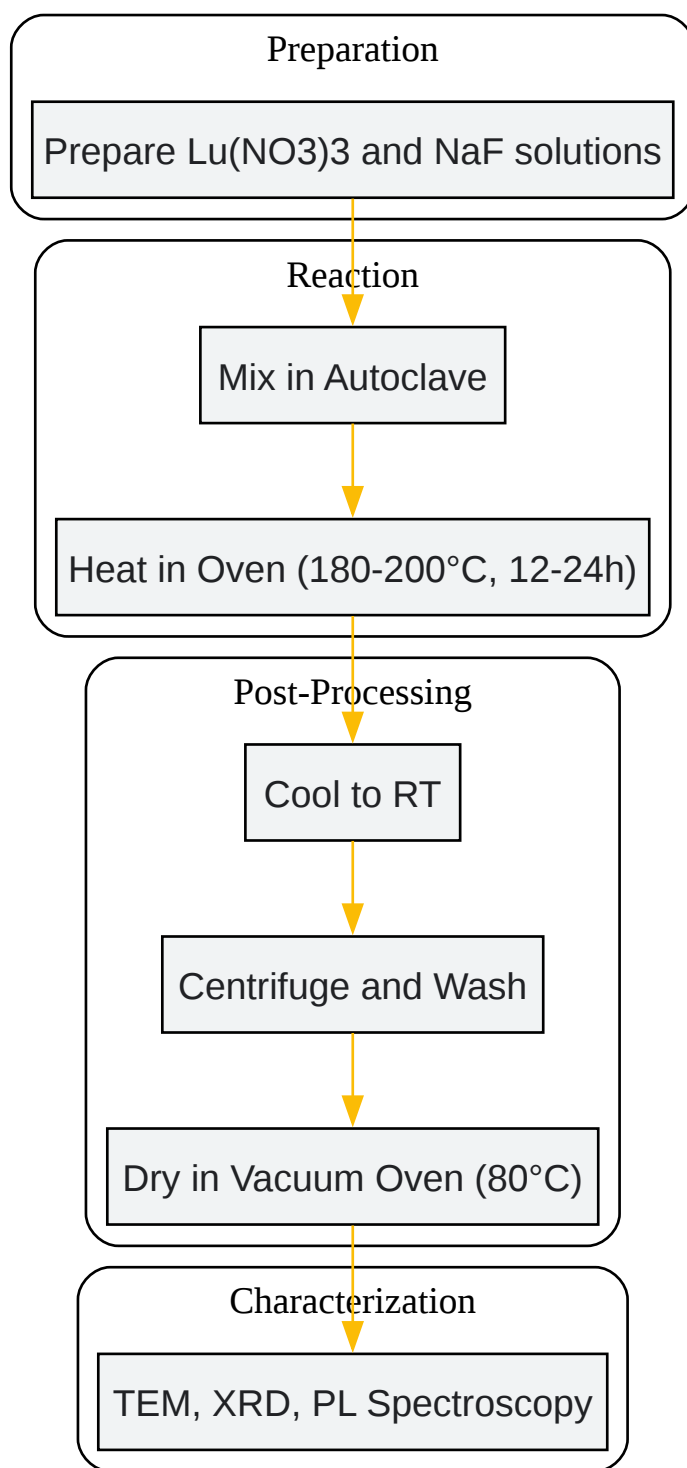 Preparation
Prepare Lu(NO3)3 and NaF solutions
Reaction
Mix in Autoclave
Heat in Oven (180-200°C, 12-24h)
Post-Processing
Cool to RT
Centrifuge and Wash
Dry in Vacuum Oven (80°C)
Characterization
TEM, XRD, PL Spectroscopy